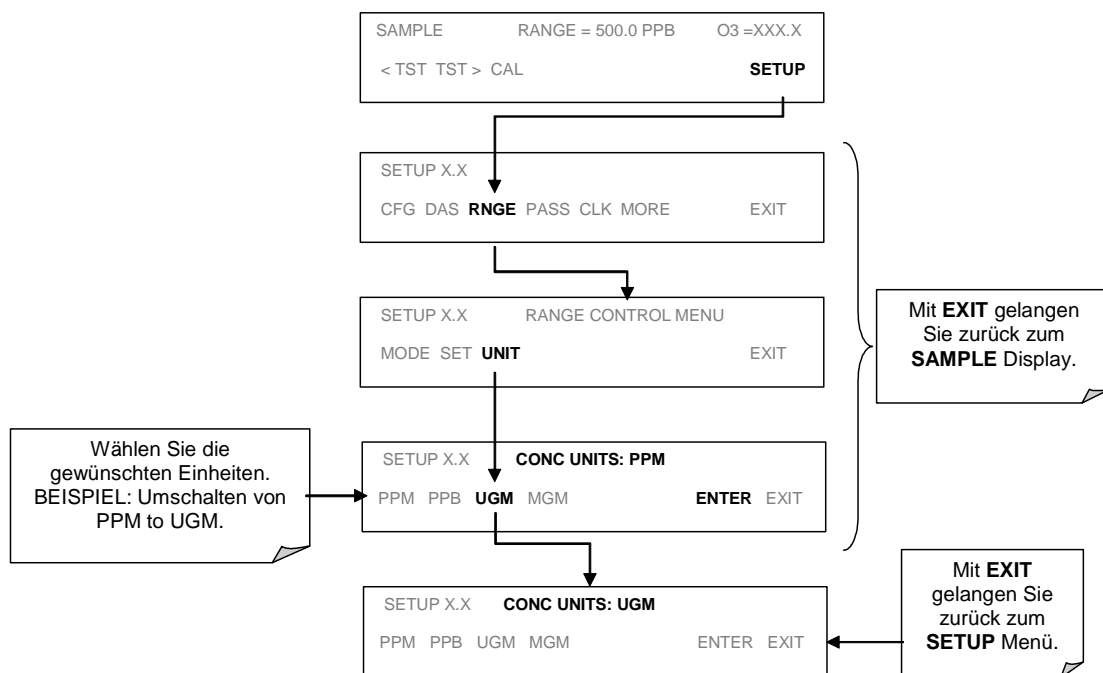 SAMPLE RANGE = 500.0 PPB O3 =XXX.X
< TST TST > CAL SETUP
SETUP X.X
CFG DAS RNGE PASS CLK MORE EXIT
SETUP X.X RANGE CONTROL MENU
MODE SET UNIT EXIT
Mit EXIT gelangen
Sie zurück zum
SAMPLE Display.
Wählen Sie die
gewünschten Einheiten.
BEISPIEL: Umschalten von
PPM to UGM.
SETUP X.X CONC UNITS: PPM
PPM PPB UGM MGM ENTER EXIT
SETUP X.X CONC UNITS: UGM
PPM PPB UGM MGM ENTER EXIT
Mit EXIT
gelangen Sie
zurück zum
SETUP Menü.